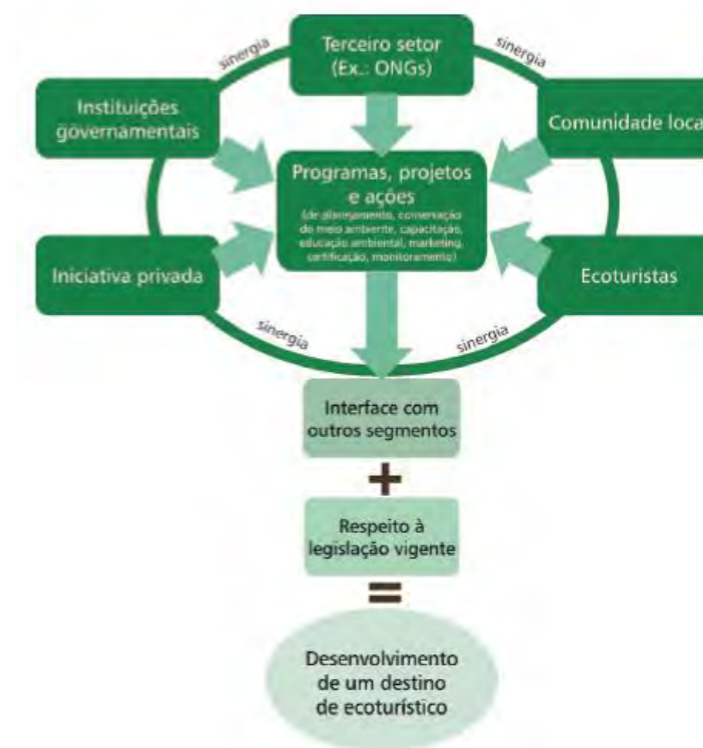 sinergia
Terceiro setor
(Ex.: ONGs)
sinergia
Instituições
governamentais
Comunidade loca
Programas, projetos
e ações
(de planejamento, conservação
do meio ambiente, capacitação,
educação ambiental, marketing,
certificação, monitoramento)
Iniciativa privada
Ecoturistas
sinergia
sinergia
Interface com
outros segmentos
+
Respeito à
legislação vigente
=
Desenvolvimento
de um destino
de ecoturístico